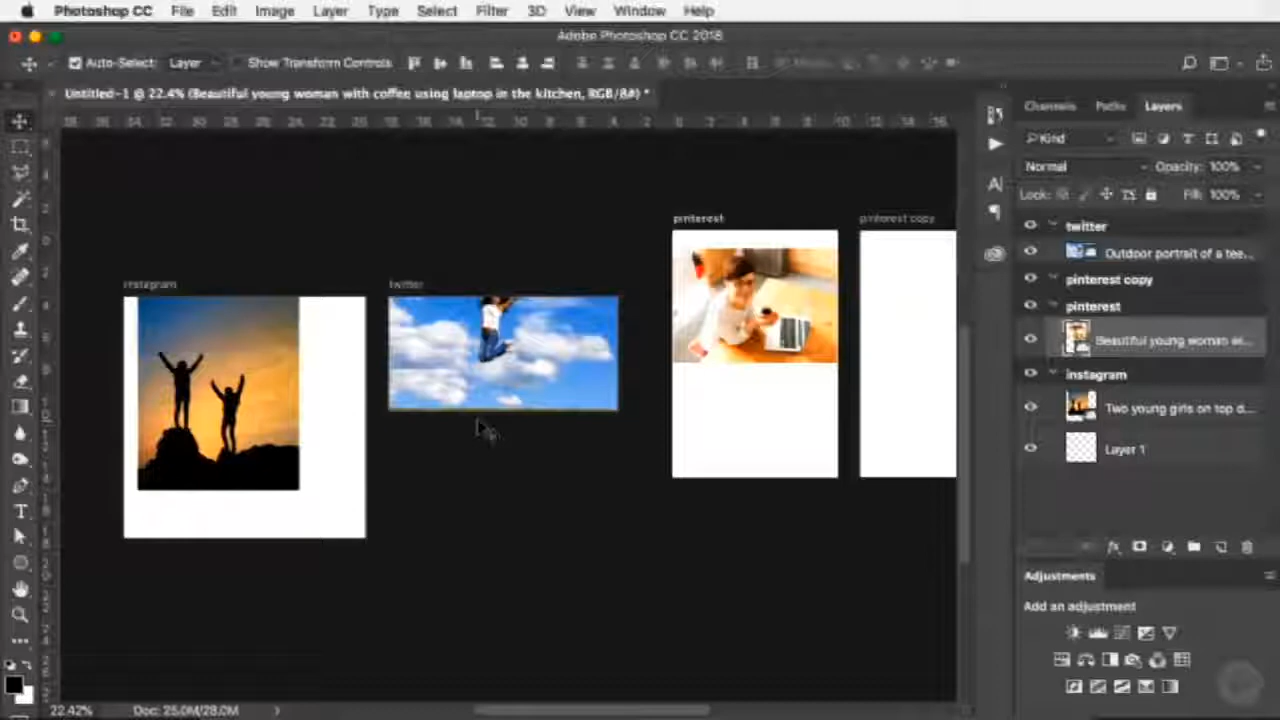 Photoshop CC File Edit Image Layer Type Select Filter 3D View Window Help
Adobe Photoshop CC 2018
Auto-Select: Layer Show Transform Controls
Untitled-1 @ 22.4% (Beautiful young woman with coffee using laptop in the kitchen, RGB/8#) *
Channels Paths Layers
Kind
Normal Opacity: 100%
Lock: Fill: 100%
instagram
twitter
pinterest
pinterest copy
twitter
Outdoor portrait of a tee...
pinterest copy
pinterest
Beautiful young woman wi...
instagram
Two young girls on top d...
Layer 1
Adjustments
Add an adjustment
22.42% Doc: 25.0M/28.0M